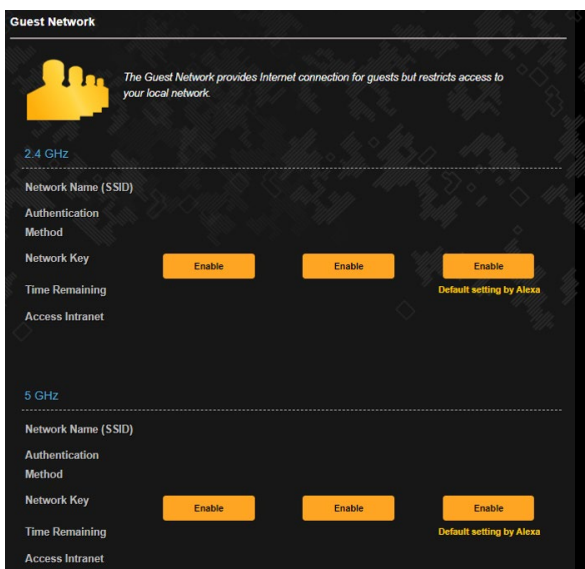 Guest Network
The Guest Network provides Internet connection for guests but restricts access to
your local network.
2.4 GHz
Network Name (SSID)
Authentication
Method
Network Key
Enable Enable Enable
Time Remaining
Default setting by Alexa
Access Intranet
5 GHz
Network Name (SSID)
Authentication
Method
Network Key
Enable Enable Enable
Time Remaining
Default setting by Alexa
Access Intranet